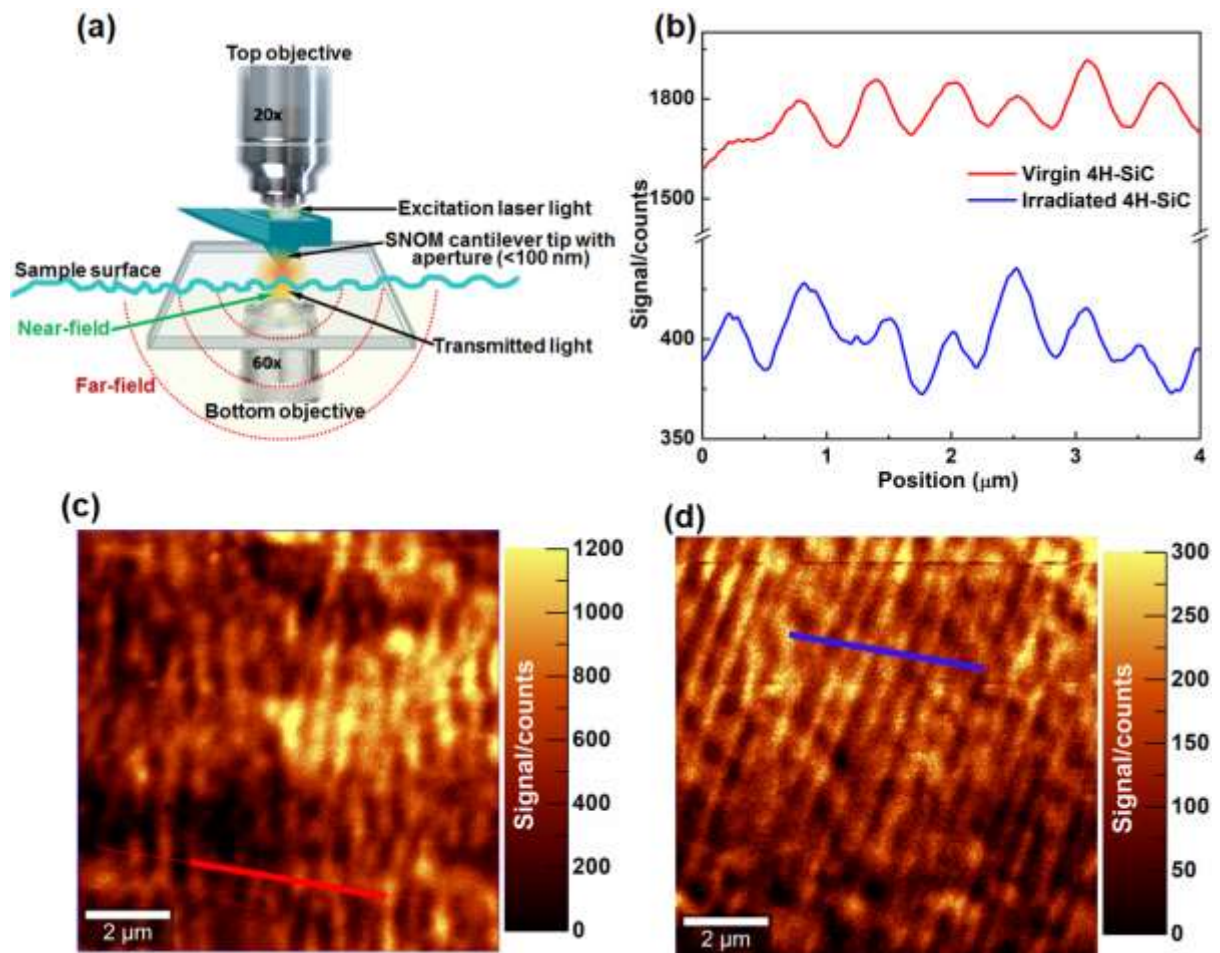 (a)
Top objective
20x
Excitation laser light
SNOM cantilever tip with
aperture (<100 nm)
Sample surface
Near-field
Transmitted light
60x
Far-field
Bottom objective
(b)
Signal/counts
1800
1500
400
350
Virgin 4H-SiC
Irradiated 4H-SiC
0
1
2
3
4
Position (μm)
(c)
2 μm
1200
1000
800
600
400
200
0
Signal/counts
(d)
2 μm
300
250
200
150
100
50
0
Signal/counts